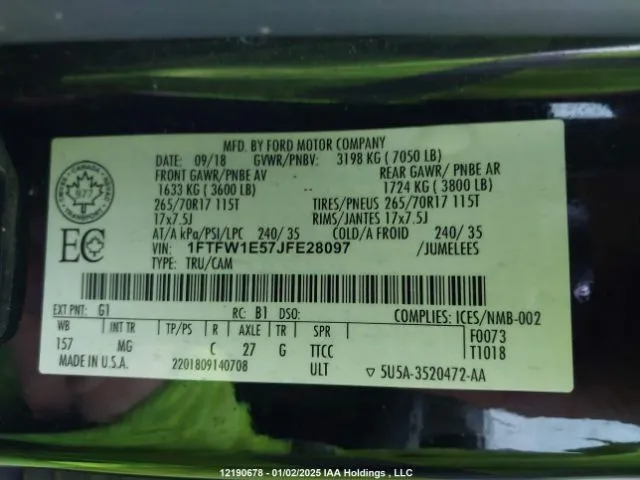 MFD. BY FORD MOTOR COMPANY
DATE: 09/18 GVWR/PNBV: 3198 KG ( 7050 LB)
FRONT GAWR/PNBE AV REAR GAWR/ PNBE AR
1633 KG ( 3600 LB) -- 1724 KG ( 3800 LB)
265/70R17 115T TIRES/PNEUS 265/70R17 115T
17x7.5J RIMS/JANTES 17x7.5J
AT/A kPa/PSI/LPC 240/ 35 COLD/A FROID 240/ 35
VIN: 1FTFW1E57JFE28097 /JUMELEES
TYPE: TRU/CAM
CANADA
977
TRANSPORT
EC
EXT PNT: G1 RC: B1 DSO: COMPLIES: ICES/NMB-002
WB INT TR TP/PS R AXLE TR SPR F0073
157 MG C 27 G TTCC T1018
MADE IN U.S.A. 2201809140708 ULT ▽ 5U5A-3520472-AA
12190678 - 01/02/2025 IAA Holdings , LLC